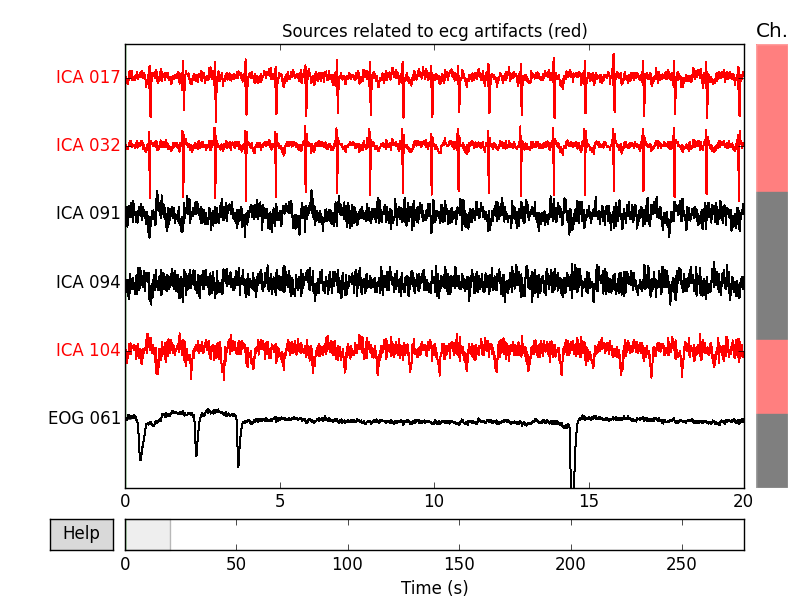 Sources related to ecg artifacts (red)
Ch.
ICA 017
ICA 032
ICA 091
ICA 094
ICA 104
EOG 061
0 5 10 15 20
Help
0 50 100 150 200 250
Time (s)